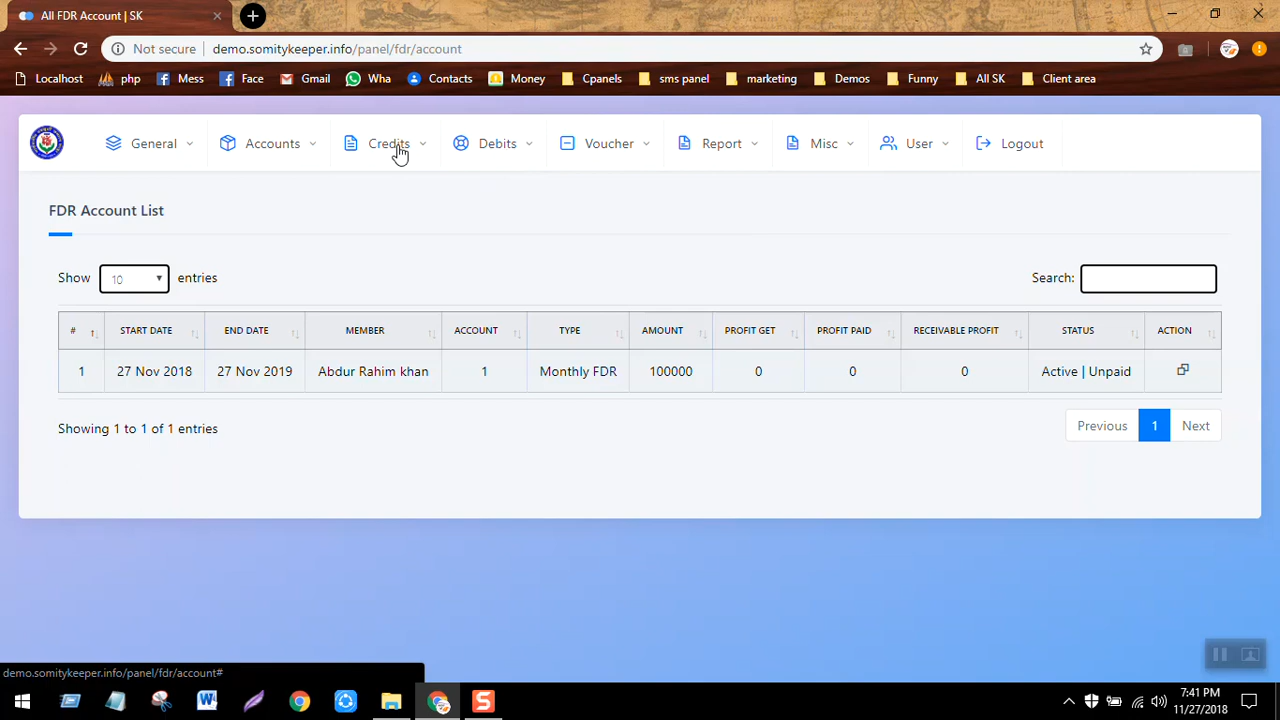 All FDR Account | SK
Not secure | demo.somitykeeper.info/panel/fdr/account
Localhost php Mess Face Gmail Wha Contacts Money Cpanels sms panel marketing Demos Funny All SK Client area
General Accounts Credits Debits Voucher Report Misc User Logout
FDR Account List
Show 10 entries Search:
# START DATE END DATE MEMBER ACCOUNT TYPE AMOUNT PROFIT GET PROFIT PAID RECEIVABLE PROFIT STATUS ACTION
1 27 Nov 2018 27 Nov 2019 Abdur Rahim khan 1 Monthly FDR 100000 0 0 0 Active | Unpaid
Showing 1 to 1 of 1 entries Previous 1 Next
demo.somitykeeper.info/panel/fdr/account#
7:41 PM
11/27/2018